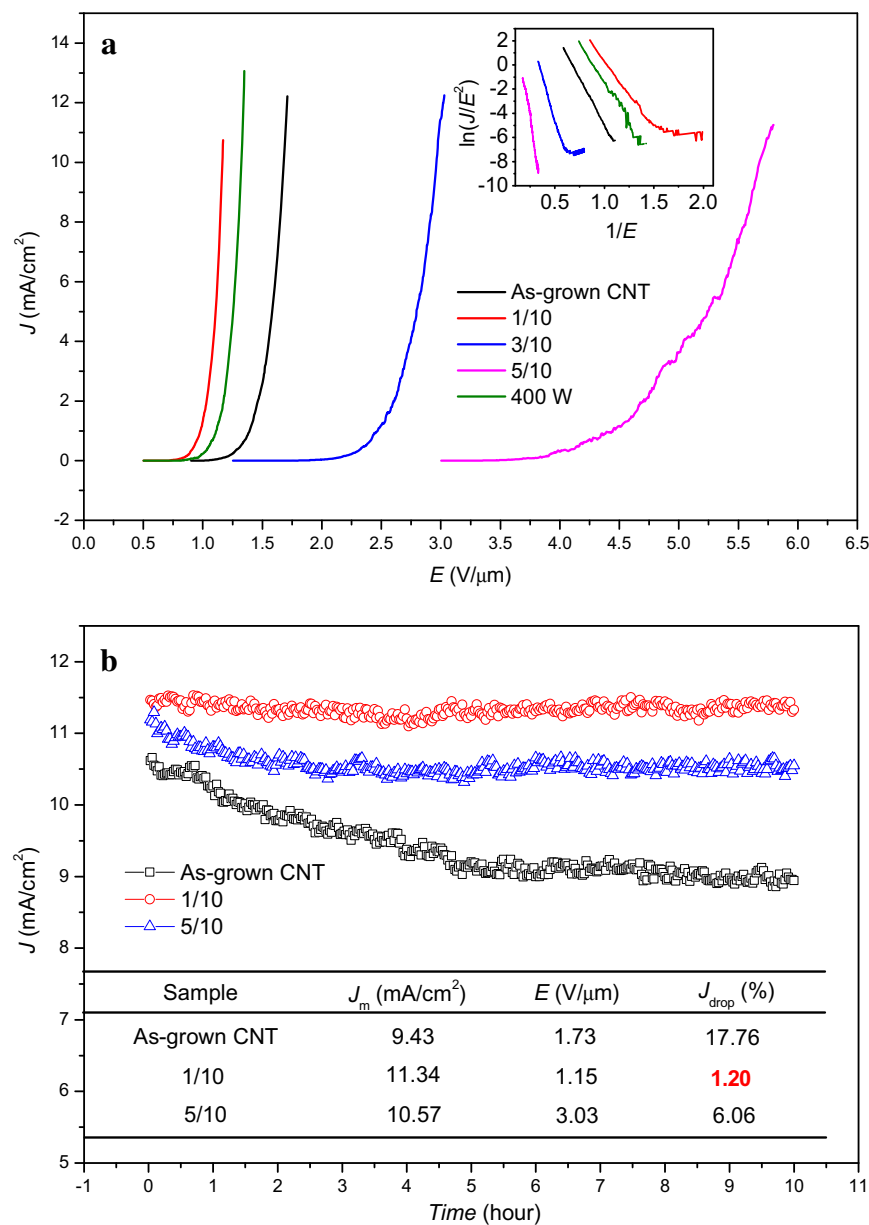 a
J (mA/cm²)
14
12
10
8
6
4
2
0
-2
0.0 0.5 1.0 1.5 2.0 2.5 3.0 3.5 4.0 4.5 5.0 5.5 6.0 6.5
E (V/μm)
ln(J/E²)
2
0
-2
-4
-6
-8
-10
0.5 1.0 1.5 2.0
1/E
As-grown CNT
1/10
3/10
5/10
400 W
b
J (mA/cm²)
12
11
10
9
8
7
6
5
As-grown CNT
1/10
5/10
Sample Jm (mA/cm²) E (V/μm) Jdrop (%)
As-grown CNT 9.43 1.73 17.76
1/10 11.34 1.15 1.20
5/10 10.57 3.03 6.06
-1 0 1 2 3 4 5 6 7 8 9 10 11
Time (hour)